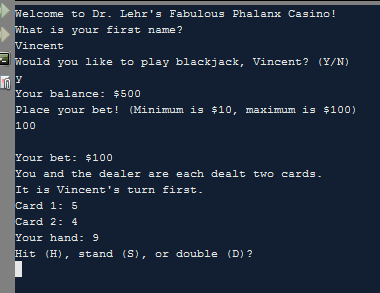 Welcome to Dr. Lehr's Fabulous Phalanx Casino!
What is your first name?
Vincent
Would you like to play blackjack, Vincent? (Y/N)
y
Your balance: $500
Place your bet! (Minimum is $10, maximum is $100)
100
Your bet: $100
You and the dealer are each dealt two cards.
It is Vincent's turn first.
Card 1: 5
Card 2: 4
Your hand: 9
Hit (H), stand (S), or double (D)?